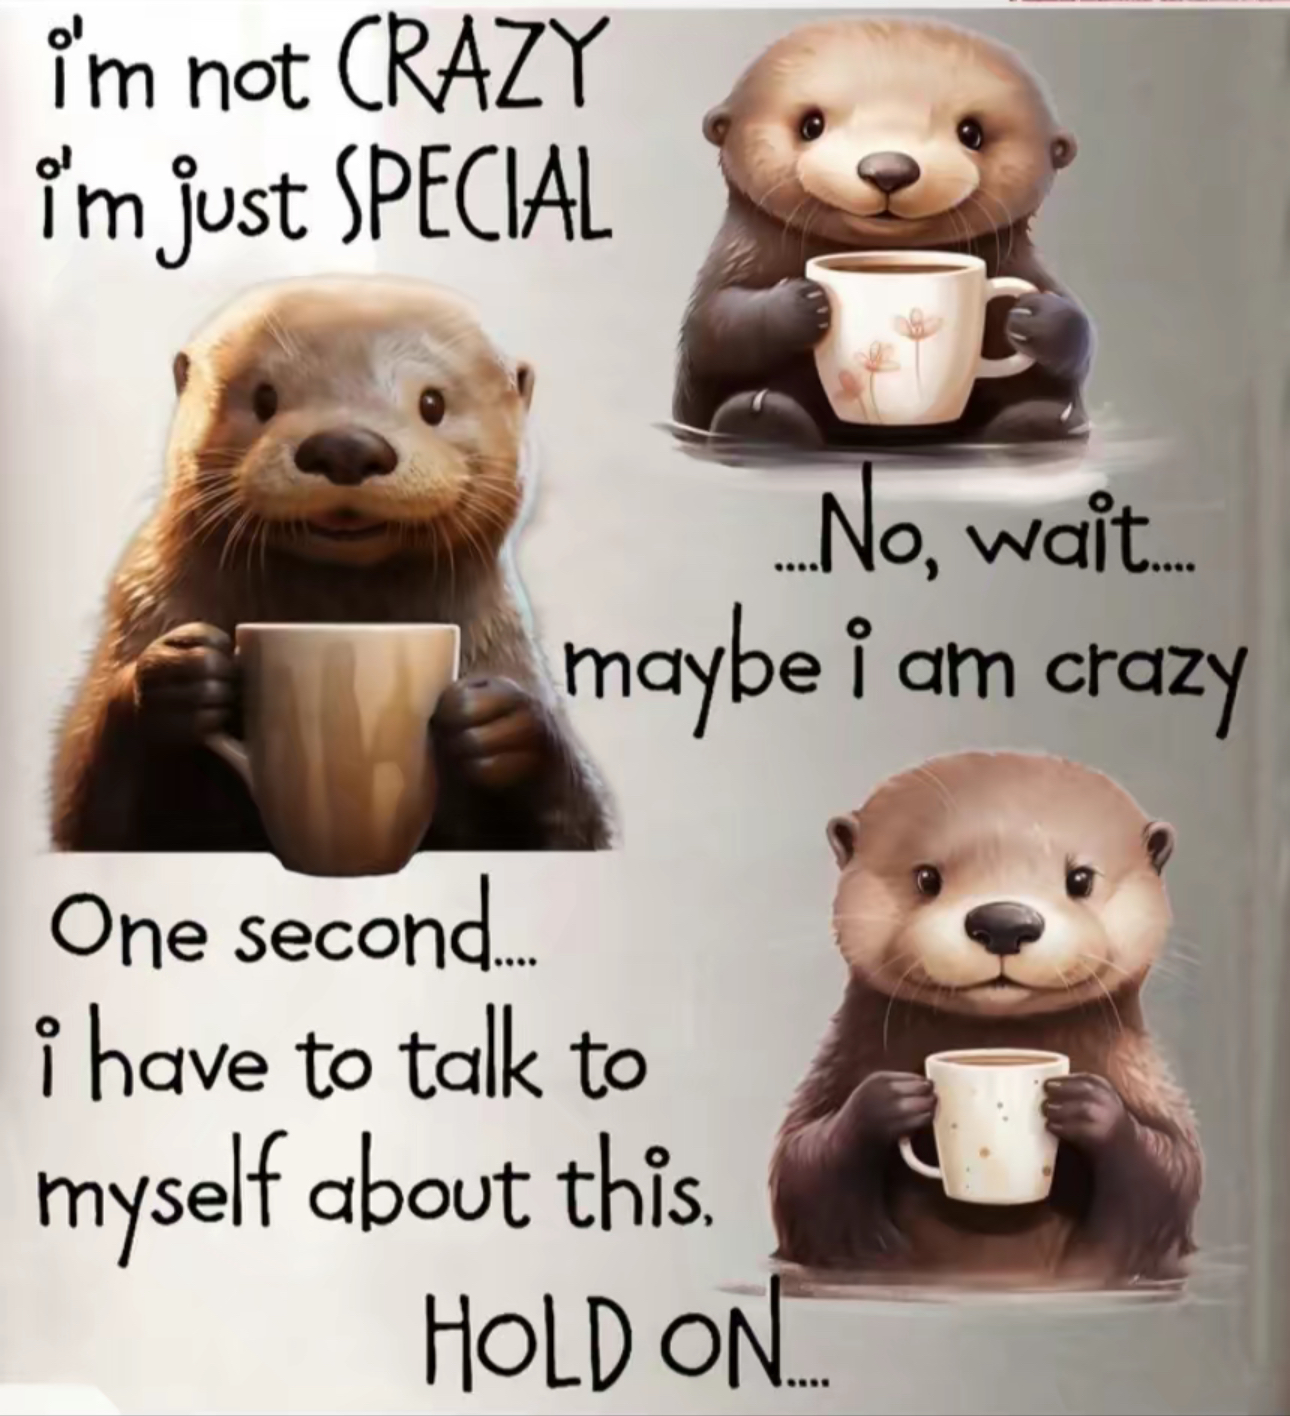 i'm not CRAZY
i'm just SPECIAL
....No, wait....
maybe i am crazy
One second....
i have to talk to
myself about this.
HOLD ON....